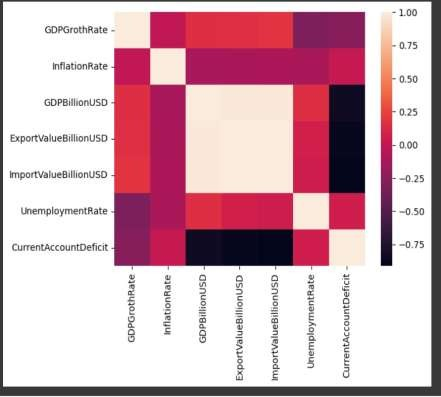 GDPGrothRate
InflationRate
GDPBillionUSD
ExportValueBillionUSD
ImportValueBillionUSD
UnemploymentRate
CurrentAccountDeficit
GDPGrothRate
InflationRate
GDPBillionUSD
ExportValueBillionUSD
ImportValueBillionUSD
UnemploymentRate
CurrentAccountDeficit
1.00
0.75
0.50
0.25
0.00
−0.25
−0.50
−0.75